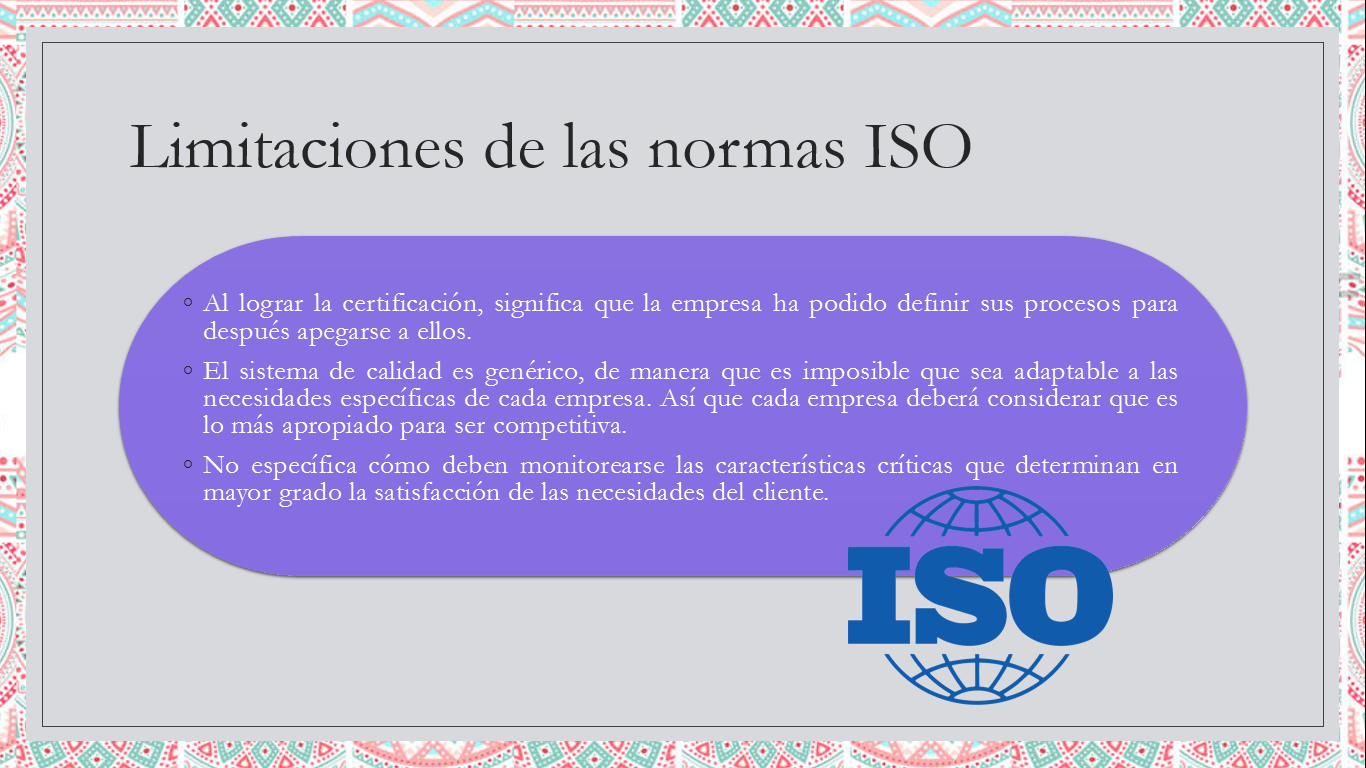 Limitaciones de las normas ISO
◦ Al lograr la certificación, significa que la empresa ha podido definir sus procesos para
después apegarse a ellos.
◦ El sistema de calidad es genérico, de manera que es imposible que sea adaptable a las
necesidades específicas de cada empresa. Así que cada empresa deberá considerar que es
lo más apropiado para ser competitiva.
◦ No específica cómo deben monitorearse las características críticas que determinan en
mayor grado la satisfacción de las necesidades del cliente.
ISO